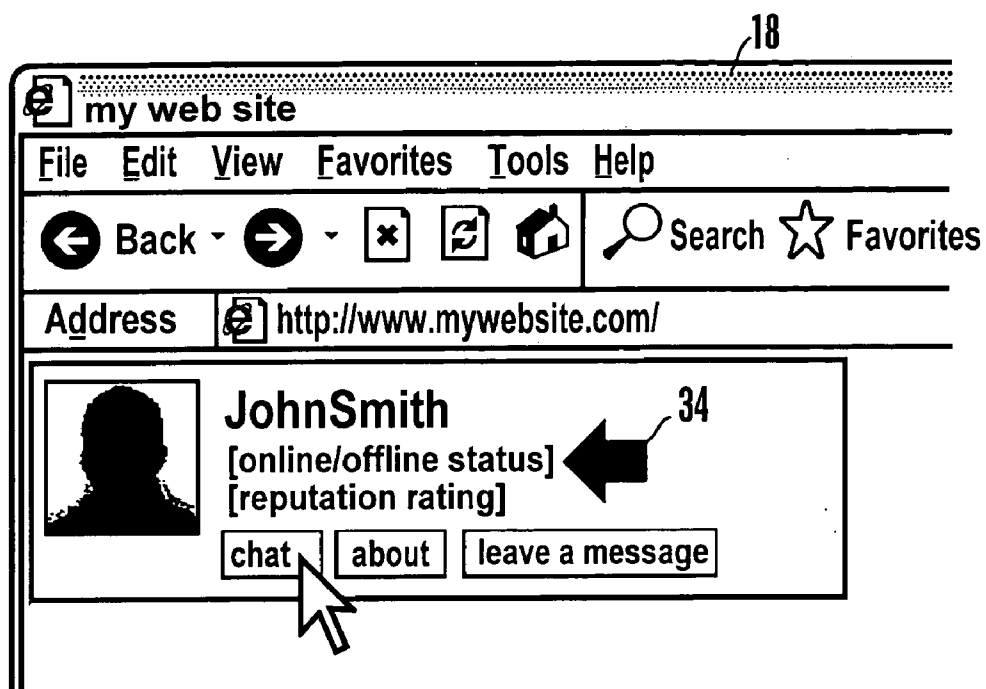 18
my web site
File Edit View Favorites Tools Help
Back Search Favorites
Address http://www.mywebsite.com/
JohnSmith
34
[online/offline status]
[reputation rating]
chat about leave a message